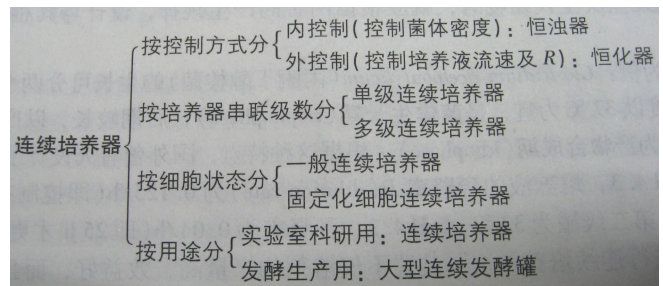 连续培养器
按控制方式分
内控制(控制菌体密度)：恒浊器
外控制(控制培养液流速及R)：恒化器
按培养器串联级数分
单级连续培养器
多级连续培养器
按细胞状态分
一般连续培养器
固定化细胞连续培养器
按用途分
实验室科研用：连续培养器
发酵生产用：大型连续发酵罐